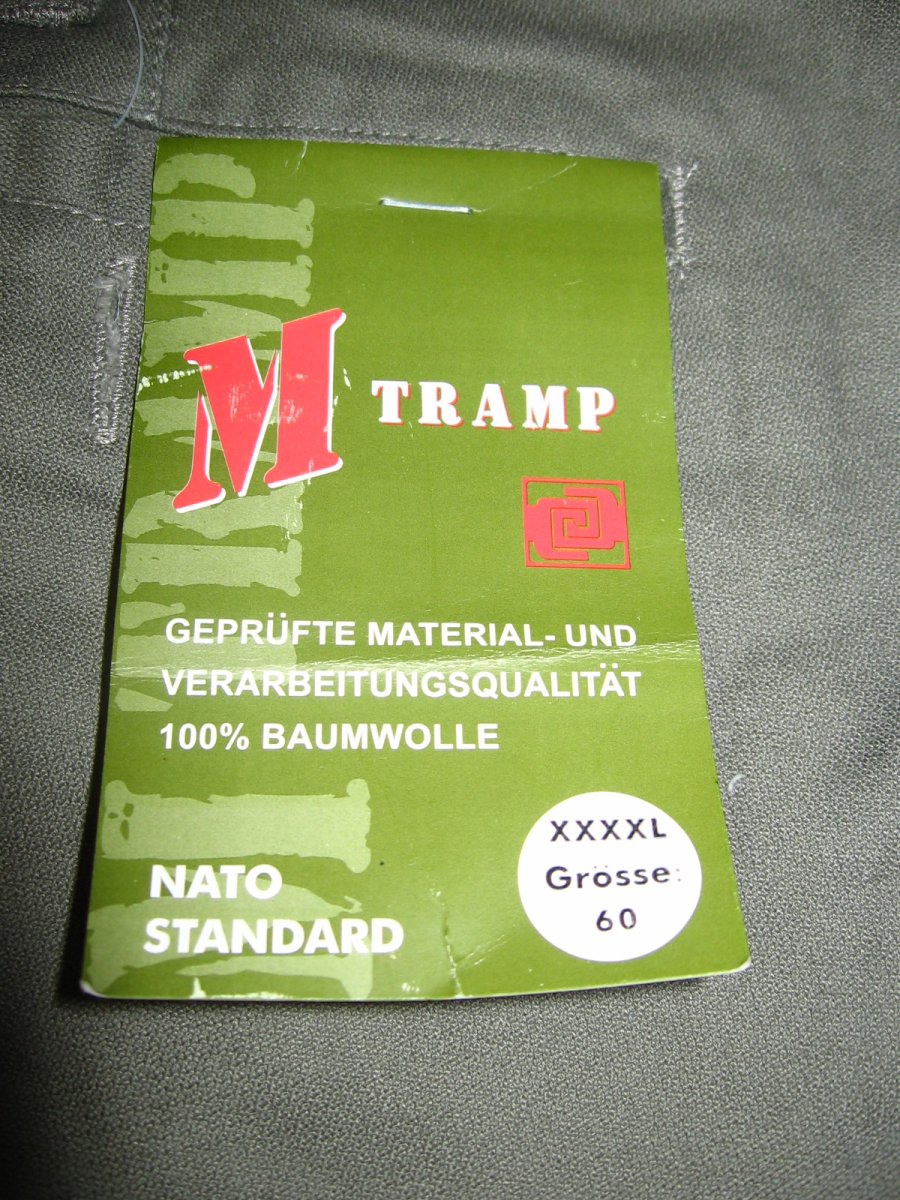 M TRAMP
GEPRÜFTE MATERIAL- UND
VERARBEITUNGSQUALITÄT
100% BAUMWOLLE
NATO
STANDARD
XXXXL
Grösse:
60